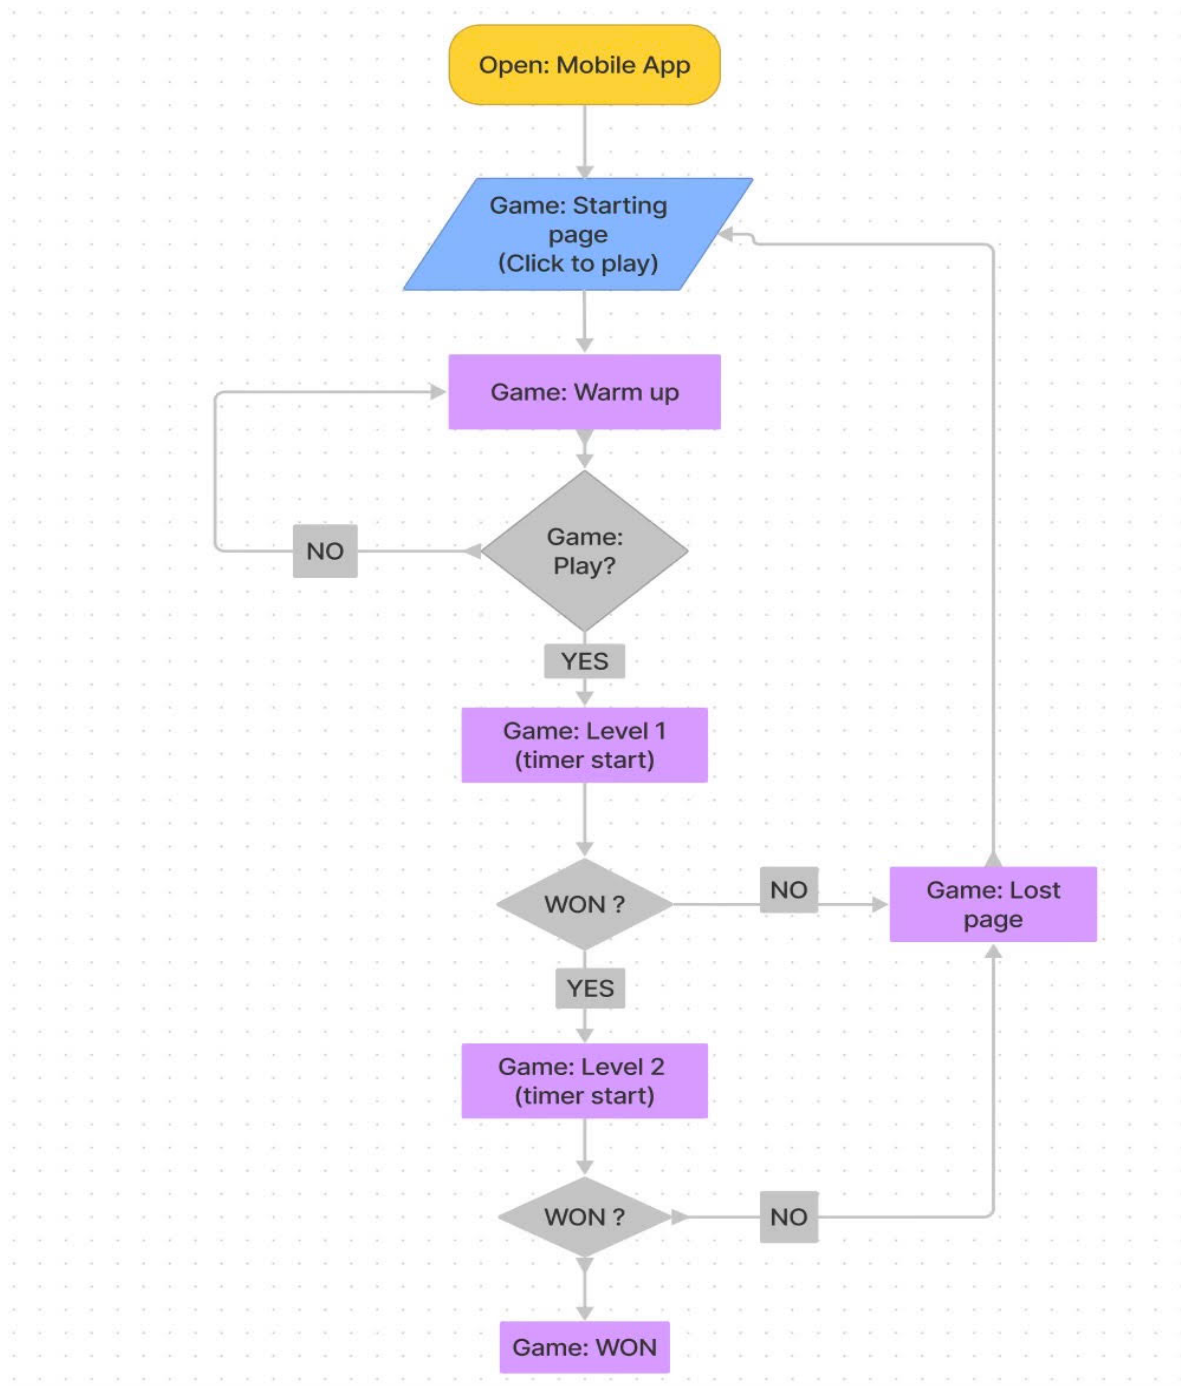 Open: Mobile App
Game: Starting
page
(Click to play)
Game: Warm up
Game:
Play?
NO
YES
Game: Level 1
(timer start)
WON ?
NO
Game: Lost
page
YES
Game: Level 2
(timer start)
WON ?
NO
Game: WON